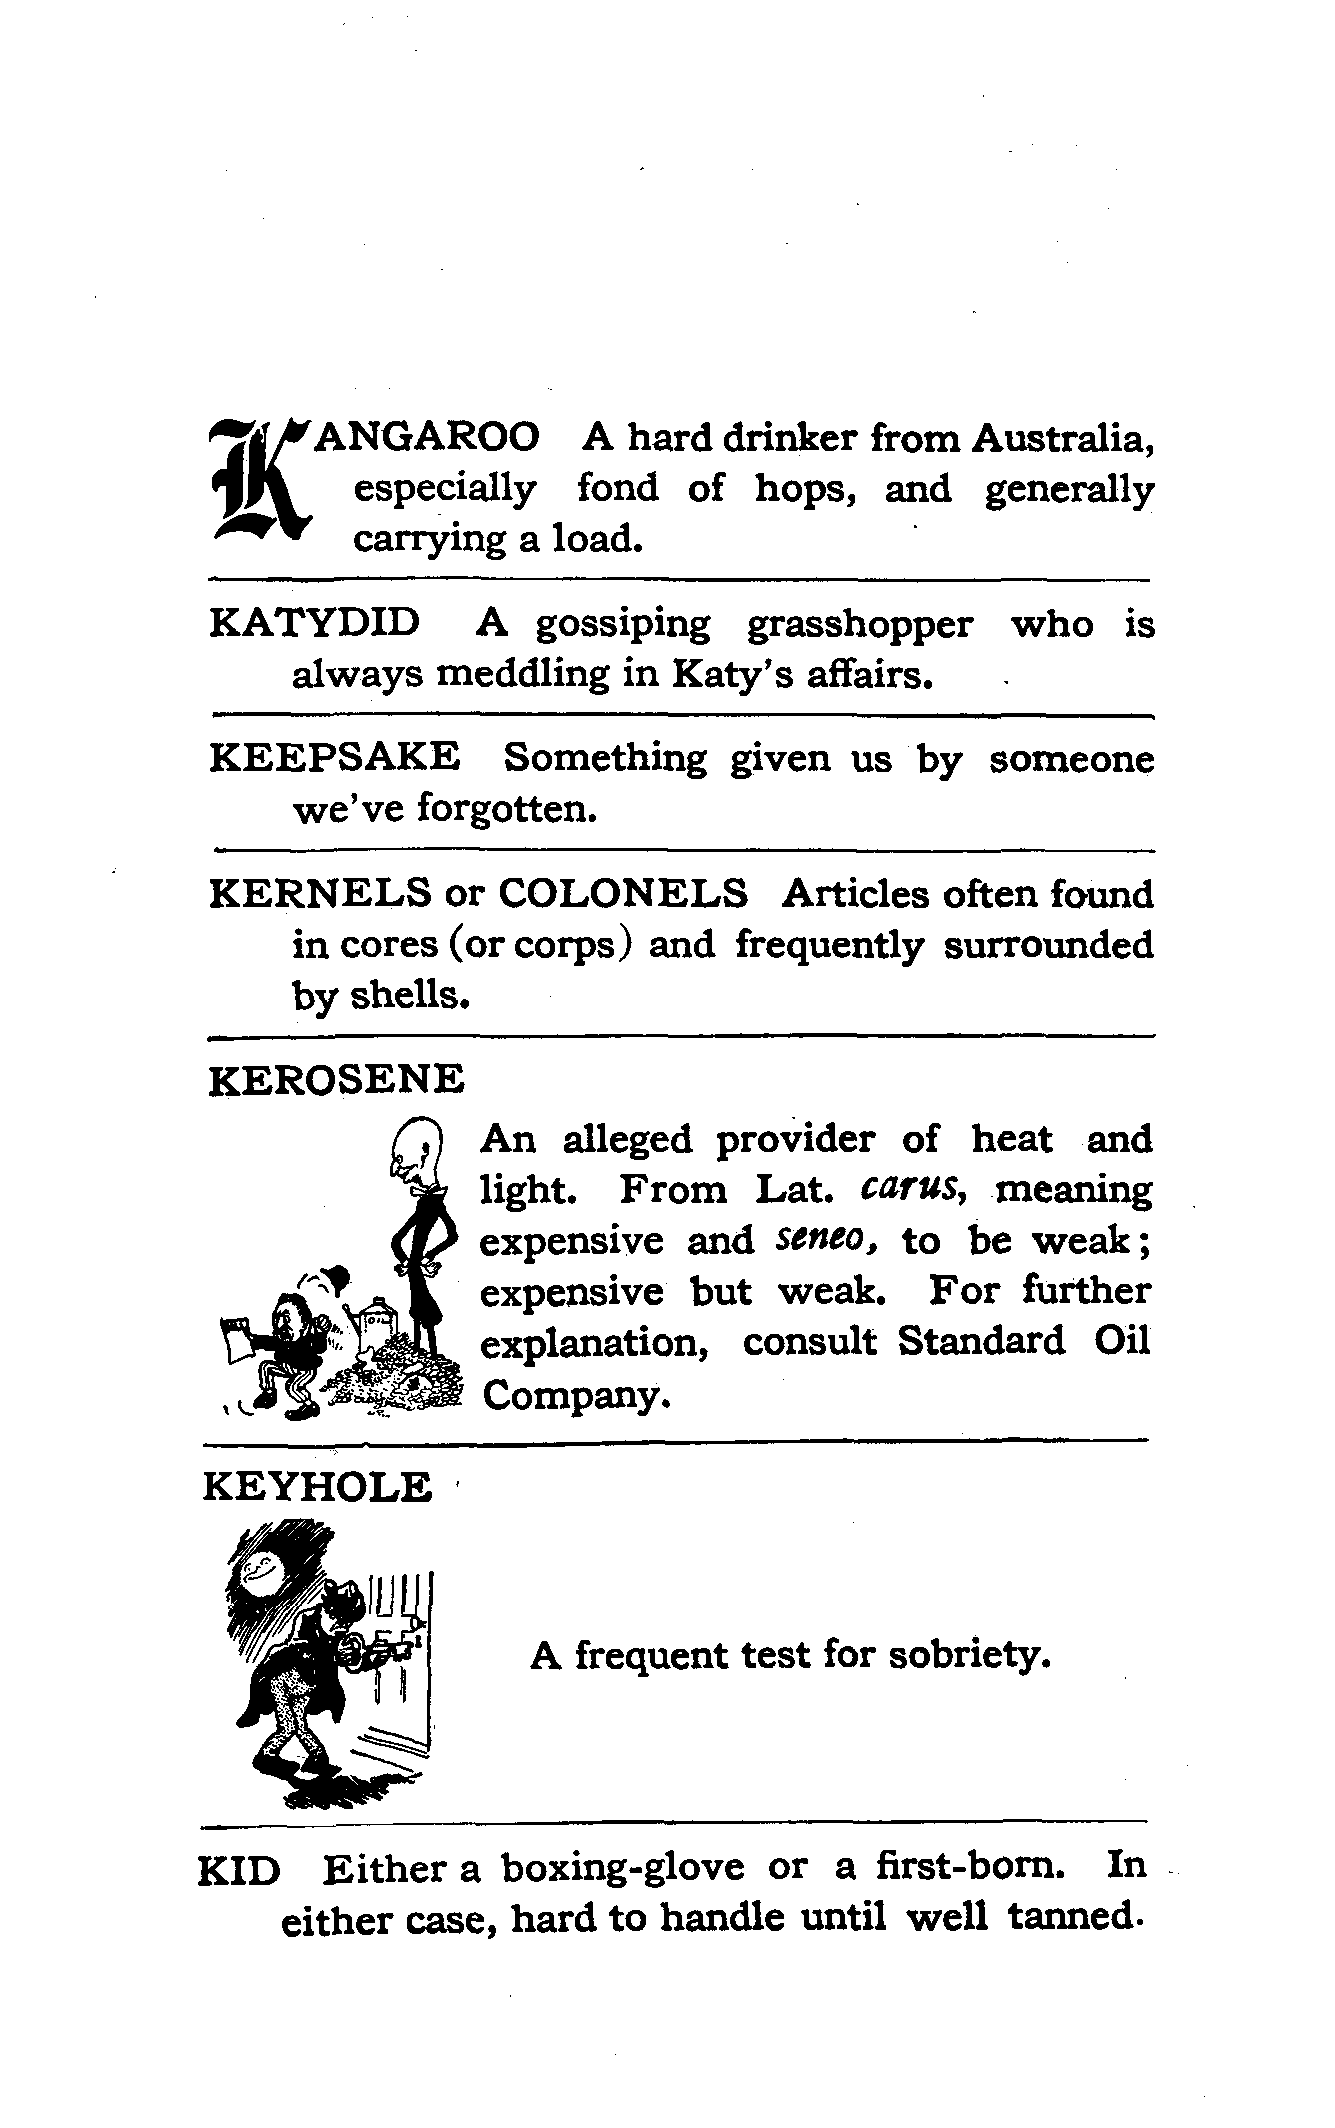 KANGAROO A hard drinker from Australia,
especially fond of hops, and generally
carrying a load.
KATYDID A gossiping grasshopper who is
always meddling in Katy's affairs.
KEEPSAKE Something given us by someone
we've forgotten.
KERNELS or COLONELS Articles often found
in cores (or corps) and frequently surrounded
by shells.
KEROSENE
An alleged provider of heat and
light. From Lat. carus, meaning
expensive and seneo, to be weak;
expensive but weak. For further
explanation, consult Standard Oil
Company.
KEYHOLE
A frequent test for sobriety.
KID Either a boxing-glove or a first-born. In
either case, hard to handle until well tanned.